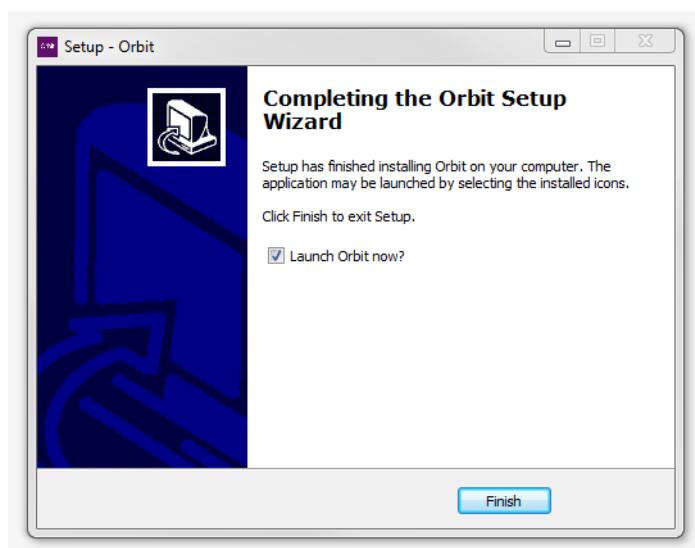 Setup - Orbit
Completing the Orbit Setup
Wizard
Setup has finished installing Orbit on your computer. The
application may be launched by selecting the installed icons.
Click Finish to exit Setup.
Launch Orbit now?
Finish